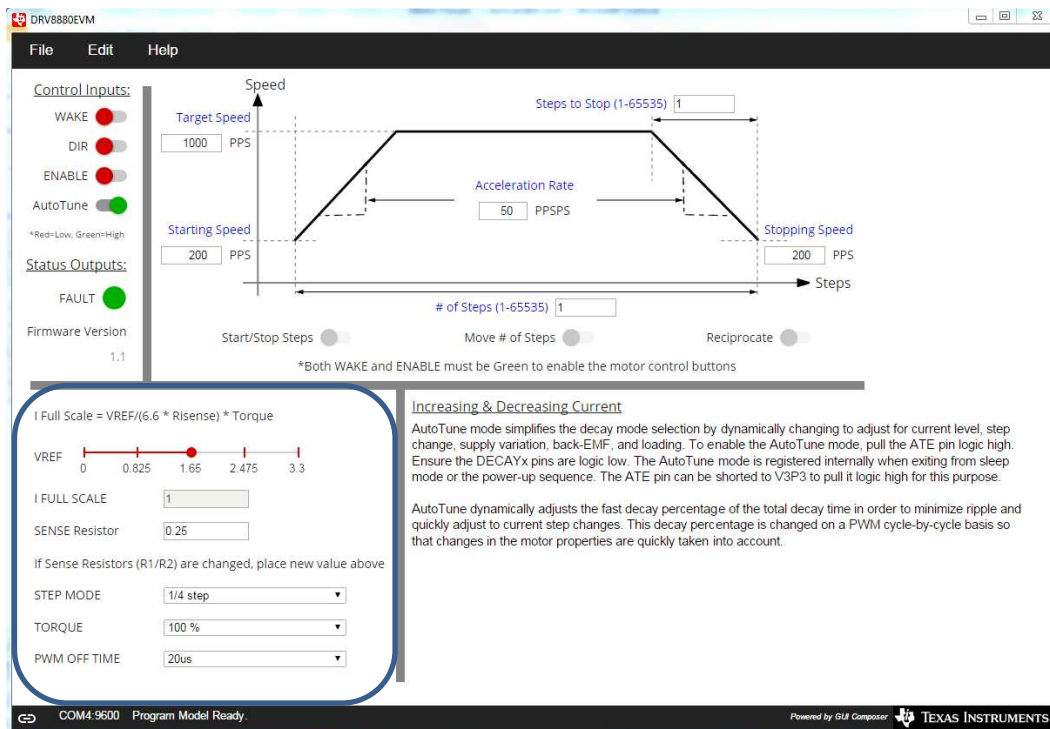 DRV8880EVM
File Edit Help
Control Inputs:
WAKE
DIR
ENABLE
AutoTune
*Red=Low, Green=High
Status Outputs:
FAULT
Firmware Version
1.1
Speed
Target Speed
1000 PPS
Steps to Stop (1-65535) 1
Acceleration Rate
50 PPSPS
Starting Speed
200 PPS
Stopping Speed
200 PPS
Steps
# of Steps (1-65535) 1
Start/Stop Steps Move # of Steps Reciprocate
*Both WAKE and ENABLE must be Green to enable the motor control buttons
I Full Scale = VREF/(6.6 * Risense) * Torque
VREF
0 0.825 1.65 2.475 3.3
I FULL SCALE 1
SENSE Resistor 0.25
If Sense Resistors (R1/R2) are changed, place new value above
STEP MODE 1/4 step
TORQUE 100 %
PWM OFF TIME 20us
Increasing & Decreasing Current
AutoTune mode simplifies the decay mode selection by dynamically changing to adjust for current level, step
change, supply variation, back-EMF, and loading. To enable the AutoTune mode, pull the ATE pin logic high.
Ensure the DECAYx pins are logic low. The AutoTune mode is registered internally when exiting from sleep
mode or the power-up sequence. The ATE pin can be shorted to V3P3 to pull it logic high for this purpose.
AutoTune dynamically adjusts the fast decay percentage of the total decay time in order to minimize ripple and
quickly adjust to current step changes. This decay percentage is changed on a PWM cycle-by-cycle basis so
that changes in the motor properties are quickly taken into account.
COM4:9600 Program Model Ready.
Powered by GUI Composer TEXAS INSTRUMENTS